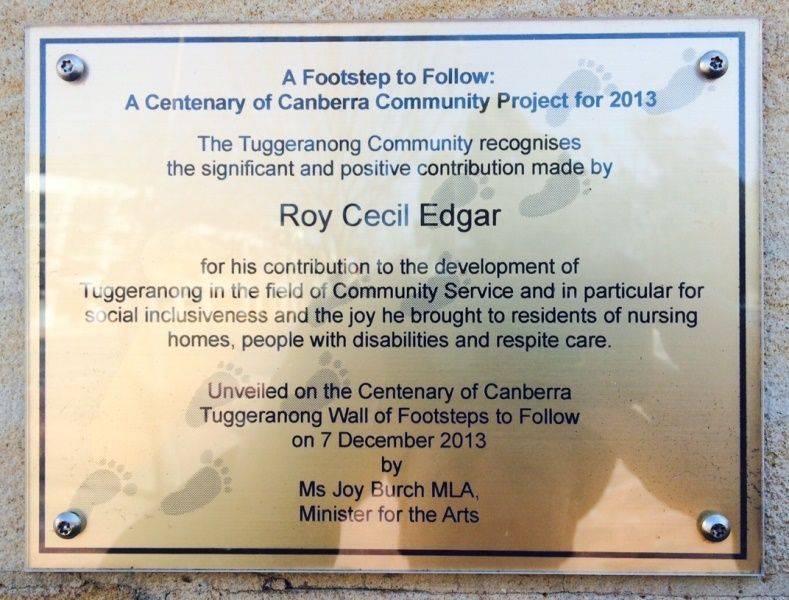 A Footstep to Follow:
A Centenary of Canberra Community Project for 2013
The Tuggeranong Community recognises
the significant and positive contribution made by
Roy Cecil Edgar
for his contribution to the development of
Tuggeranong in the field of Community Service and in particular for
social inclusiveness and the joy he brought to residents of nursing
homes, people with disabilities and respite care.
Unveiled on the Centenary of Canberra
Tuggeranong Wall of Footsteps to Follow
on 7 December 2013
by
Ms Joy Burch MLA,
Minister for the Arts